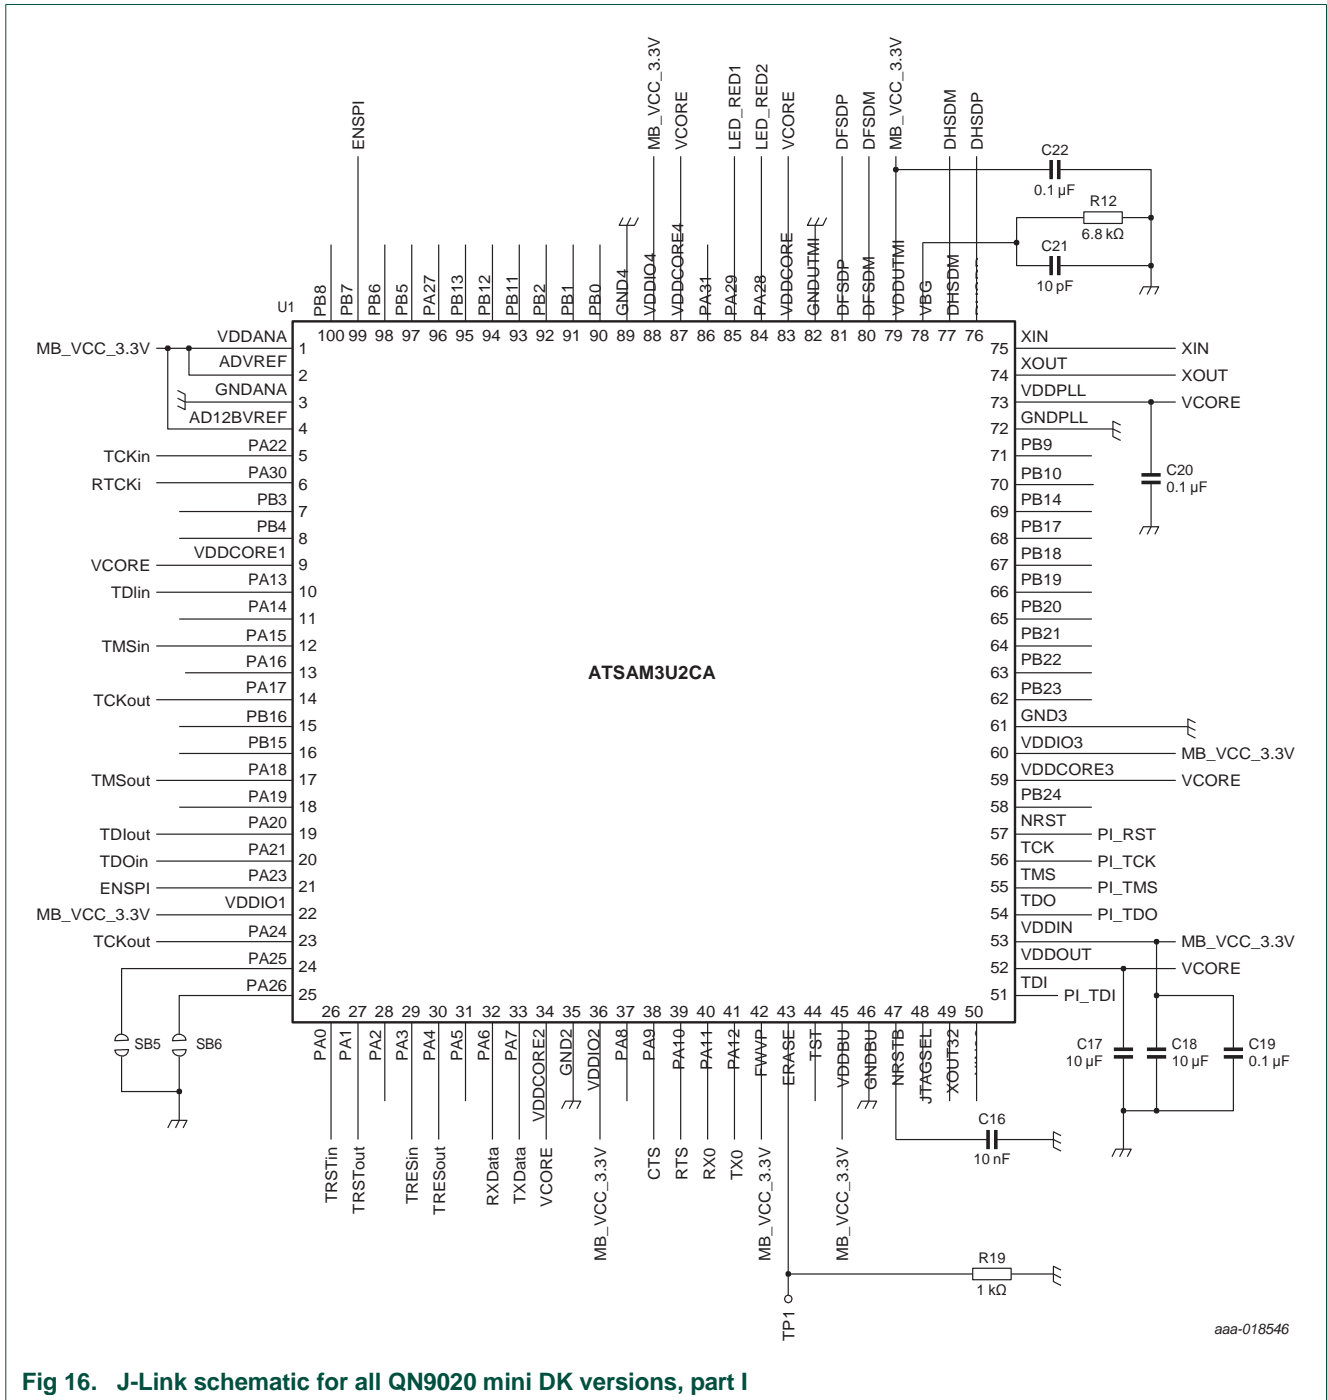 ENSPI
MB_VCC_3.3V
VCORE
LED_RED1
LED_RED2
VCORE
DFSDP
DFSDM
MB_VCC_3.3V
DHSDM
DHSDP
C22
0.1 µF
R12
6.8 kΩ
C21
10 pF
U1
PB8
PB7
PB6
PB5
PA27
PB13
PB12
PB11
PB2
PB1
PB0
GND4
VDDIO4
VDDCORE4
PA31
PA29
PA28
VDDCORE
GNDUTMI
DFSDP
DFSDM
VDDUTMI
VBG
DHSDM
100 99 98 97 96 95 94 93 92 91 90 89 88 87 86 85 84 83 82 81 80 79 78 77 76
MB_VCC_3.3V VDDANA 1
ADVREF 2
GNDANA 3
AD12BVREF 4
TCKin PA22 5
RTCKi PA30 6
PB3 7
PB4 8
VCORE VDDCORE1 9
TDIin PA13 10
PA14 11
TMSin PA15 12
PA16 13
TCKout PA17 14
PB16 15
PB15 16
TMSout PA18 17
PA19 18
TDIout PA20 19
TDOin PA21 20
ENSPI PA23 21
MB_VCC_3.3V VDDIO1 22
TCKout PA24 23
PA25 24
PA26 25
SB5 SB6
ATSAM3U2CA
75 XIN XIN
74 XOUT XOUT
73 VDDPLL VCORE
72 GNDPLL
71 PB9
70 PB10
69 PB14
68 PB17
67 PB18
66 PB19
65 PB20
64 PB21
63 PB22
62 PB23
61 GND3
60 VDDIO3 MB_VCC_3.3V
59 VDDCORE3 VCORE
58 PB24
57 NRST PI_RST
56 TCK PI_TCK
55 TMS PI_TMS
54 TDO PI_TDO
53 VDDIN MB_VCC_3.3V
52 VDDOUT VCORE
51 TDI PI_TDI
C20
0.1 µF
C17
10 µF
C18
10 µF
C19
0.1 µF
26 27 28 29 30 31 32 33 34 35 36 37 38 39 40 41 42 43 44 45 46 47 48 49 50
PA0
PA1
PA2
PA3
PA4
PA5
PA6
PA7
VDDCORE2
GND2
VDDIO2
PA8
PA9
PA10
PA11
PA12
FWVP
ERASE
TST
VDDBU
GNDBU
NRSTB
JTAGSEL
XOUT32
TRSTin
TRSTout
TRESin
TRESout
RXData
TXData
VCORE
MB_VCC_3.3V
CTS
RTS
RX0
TX0
MB_VCC_3.3V
MB_VCC_3.3V
C16
10 nF
R19
1 kΩ
TP1
aaa-018546
Fig 16. J-Link schematic for all QN9020 mini DK versions, part I